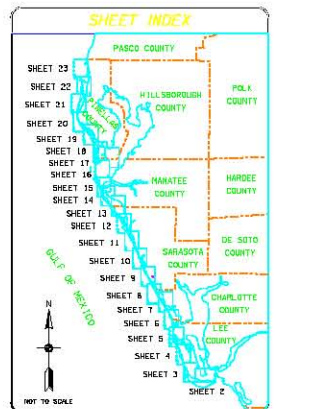 SHEET INDEX
PASCO COUNTY
SHEET 23
SHEET 22
SHEET 21
SHEET 20
SHEET 19
SHEET 18
SHEET 17
SHEET 16
SHEET 15
SHEET 14
SHEET 13
SHEET 12
SHEET 11
SHEET 10
SHEET 9
SHEET 8
SHEET 7
SHEET 6
SHEET 5
SHEET 4
SHEET 3
SHEET 2
PINELLAS
COUNTY
HILLSBOROUGH
COUNTY
POLK
COUNTY
MANATEE
COUNTY
HARDEE
COUNTY
SARASOTA
COUNTY
DE SOTO
COUNTY
CHARLOTTE
COUNTY
LEE
COUNTY
GULF OF MEXICO
N
NOT TO SCALE